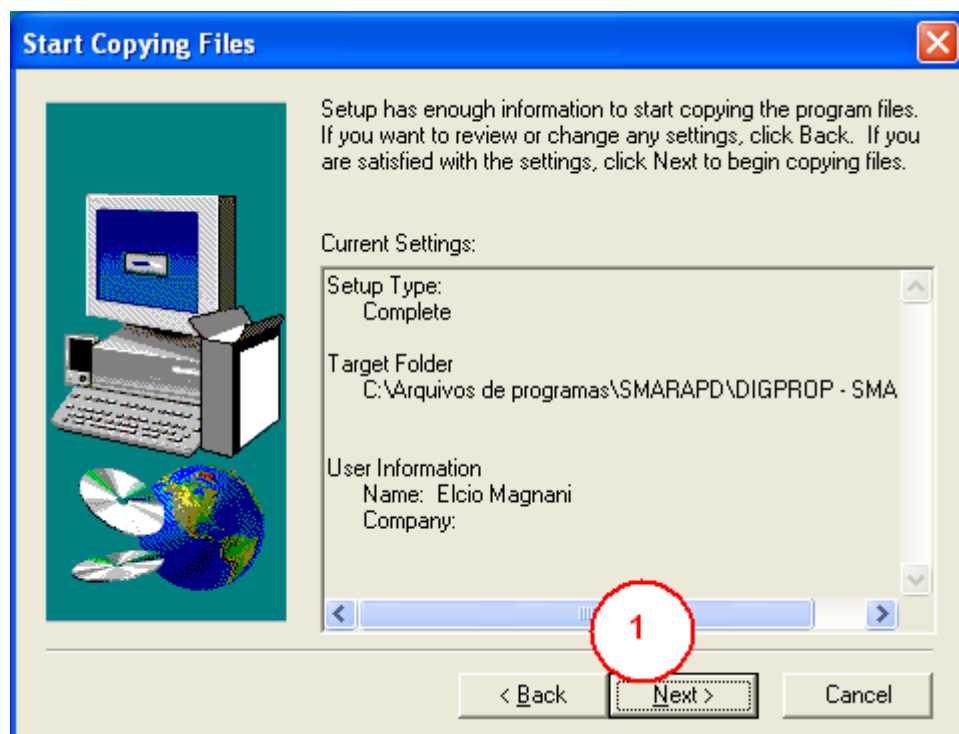 Start Copying Files
Setup has enough information to start copying the program files.
If you want to review or change any settings, click Back. If you
are satisfied with the settings, click Next to begin copying files.
Current Settings:
Setup Type:
Complete
Target Folder
C:\Arquivos de programas\SMARAPD\DIGPROP - SMA
User Information
Name: Elcio Magnani
Company:
1
< Back
Next >
Cancel